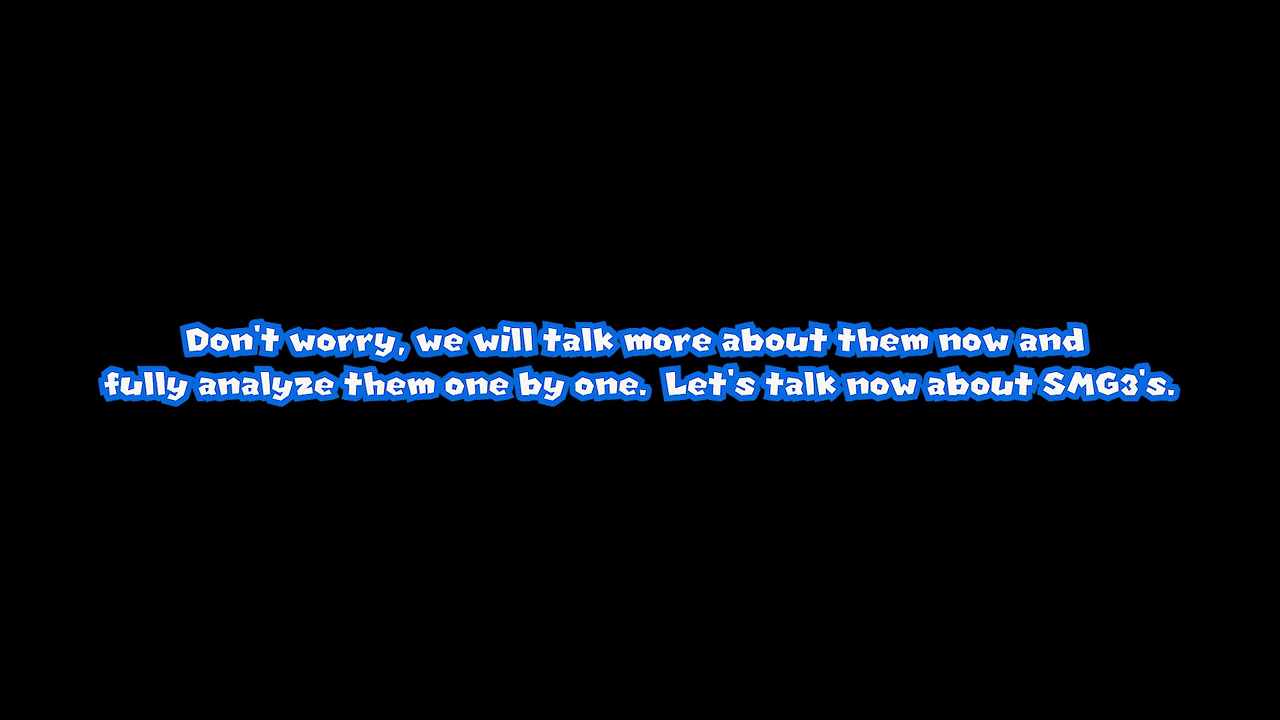 Don't worry, we will talk more about them now and
fully analyze them one by one. Let's talk now about SMG3's.